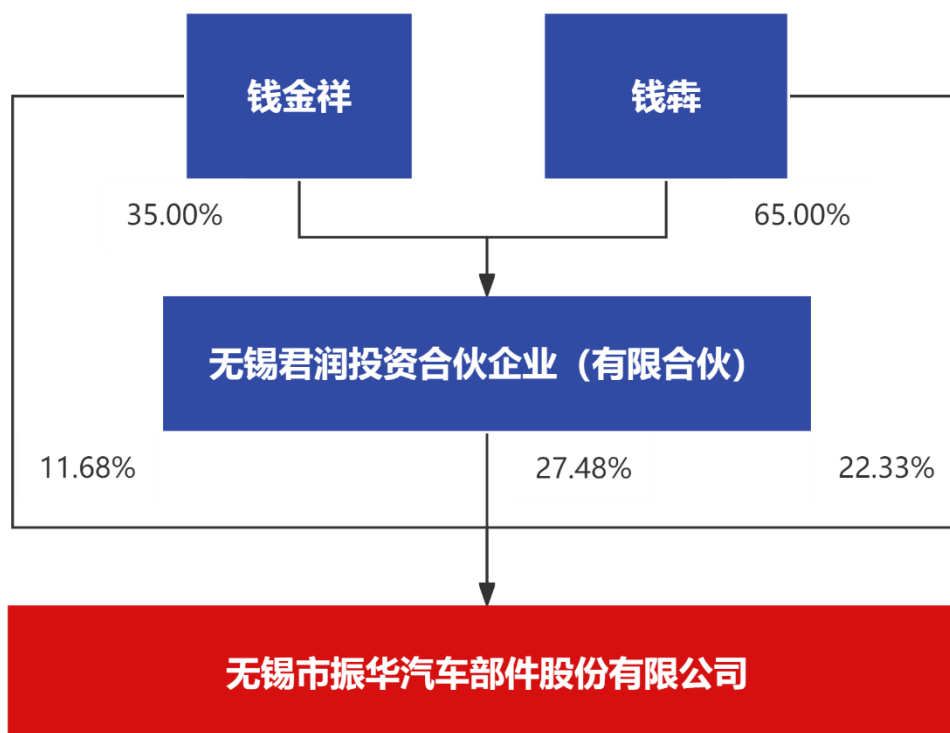 钱金祥
钱犇
35.00%
65.00%
无锡君润投资合伙企业（有限合伙）
11.68%
27.48%
22.33%
无锡市振华汽车部件股份有限公司